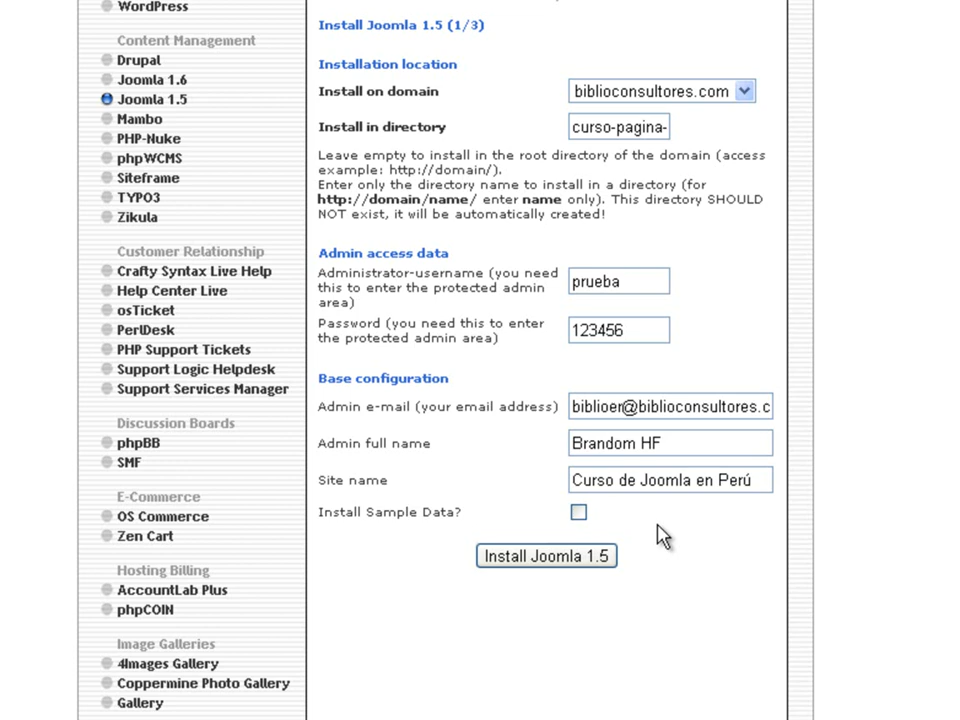 WordPress
Content Management
Drupal
Joomla 1.6
Joomla 1.5
Mambo
PHP-Nuke
phpWCMS
Siteframe
TYPO3
Zikula
Customer Relationship
Crafty Syntax Live Help
Help Center Live
osTicket
PerlDesk
PHP Support Tickets
Support Logic Helpdesk
Support Services Manager
Discussion Boards
phpBB
SMF
E-Commerce
OS Commerce
Zen Cart
Hosting Billing
AccountLab Plus
phpCOIN
Image Galleries
4Images Gallery
Coppermine Photo Gallery
Gallery
Install Joomla 1.5 (1/3)
Installation location
Install on domain
biblioconsultores.com
Install in directory
curso-pagina-
Leave empty to install in the root directory of the domain (access
example: http://domain/).
Enter only the directory name to install in a directory (for
http://domain/name/ enter name only). This directory SHOULD
NOT exist, it will be automatically created!
Admin access data
Administrator-username (you need
this to enter the protected admin
area)
prueba
Password (you need this to enter
the protected admin area)
123456
Base configuration
Admin e-mail (your email address)
biblioer@biblioconsultores.c
Admin full name
Brandom HF
Site name
Curso de Joomla en Perú
Install Sample Data?
Install Joomla 1.5